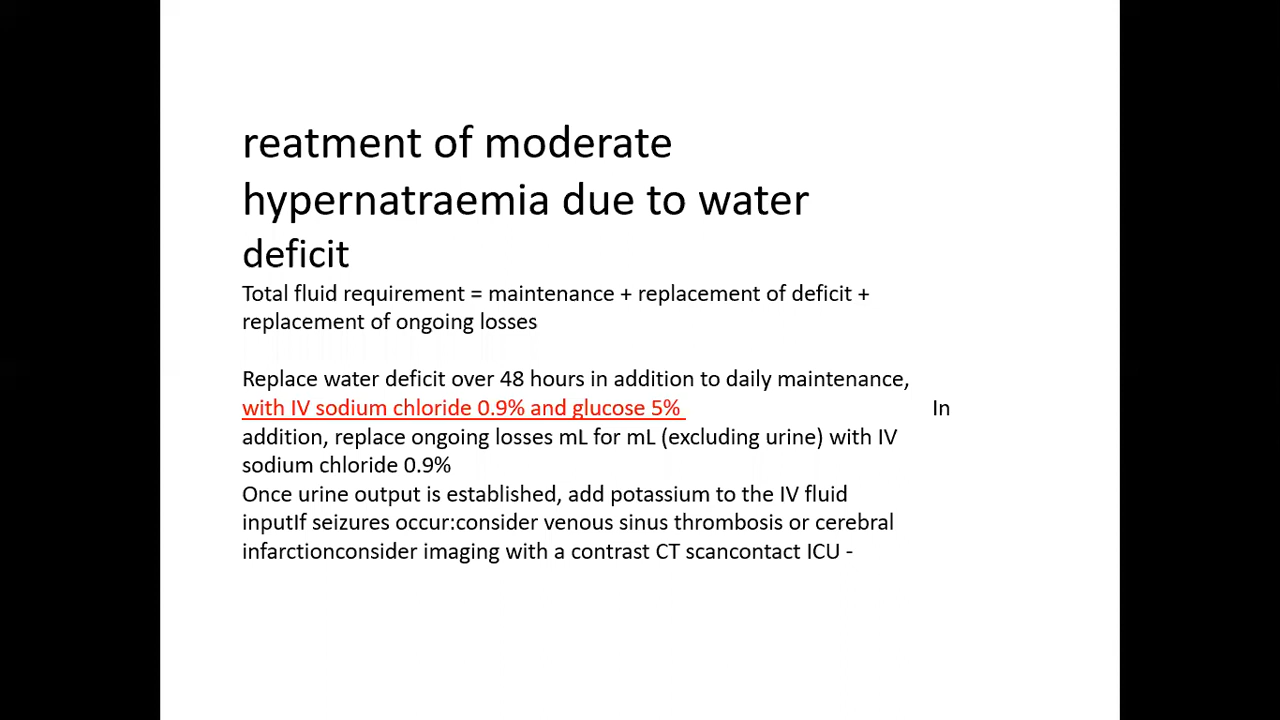 reatment of moderate
hypernatraemia due to water
deficit
Total fluid requirement = maintenance + replacement of deficit +
replacement of ongoing losses
Replace water deficit over 48 hours in addition to daily maintenance,
with IV sodium chloride 0.9% and glucose 5% In
addition, replace ongoing losses mL for mL (excluding urine) with IV
sodium chloride 0.9%
Once urine output is established, add potassium to the IV fluid
inputIf seizures occur:consider venous sinus thrombosis or cerebral
infarctionconsider imaging with a contrast CT scancontact ICU -